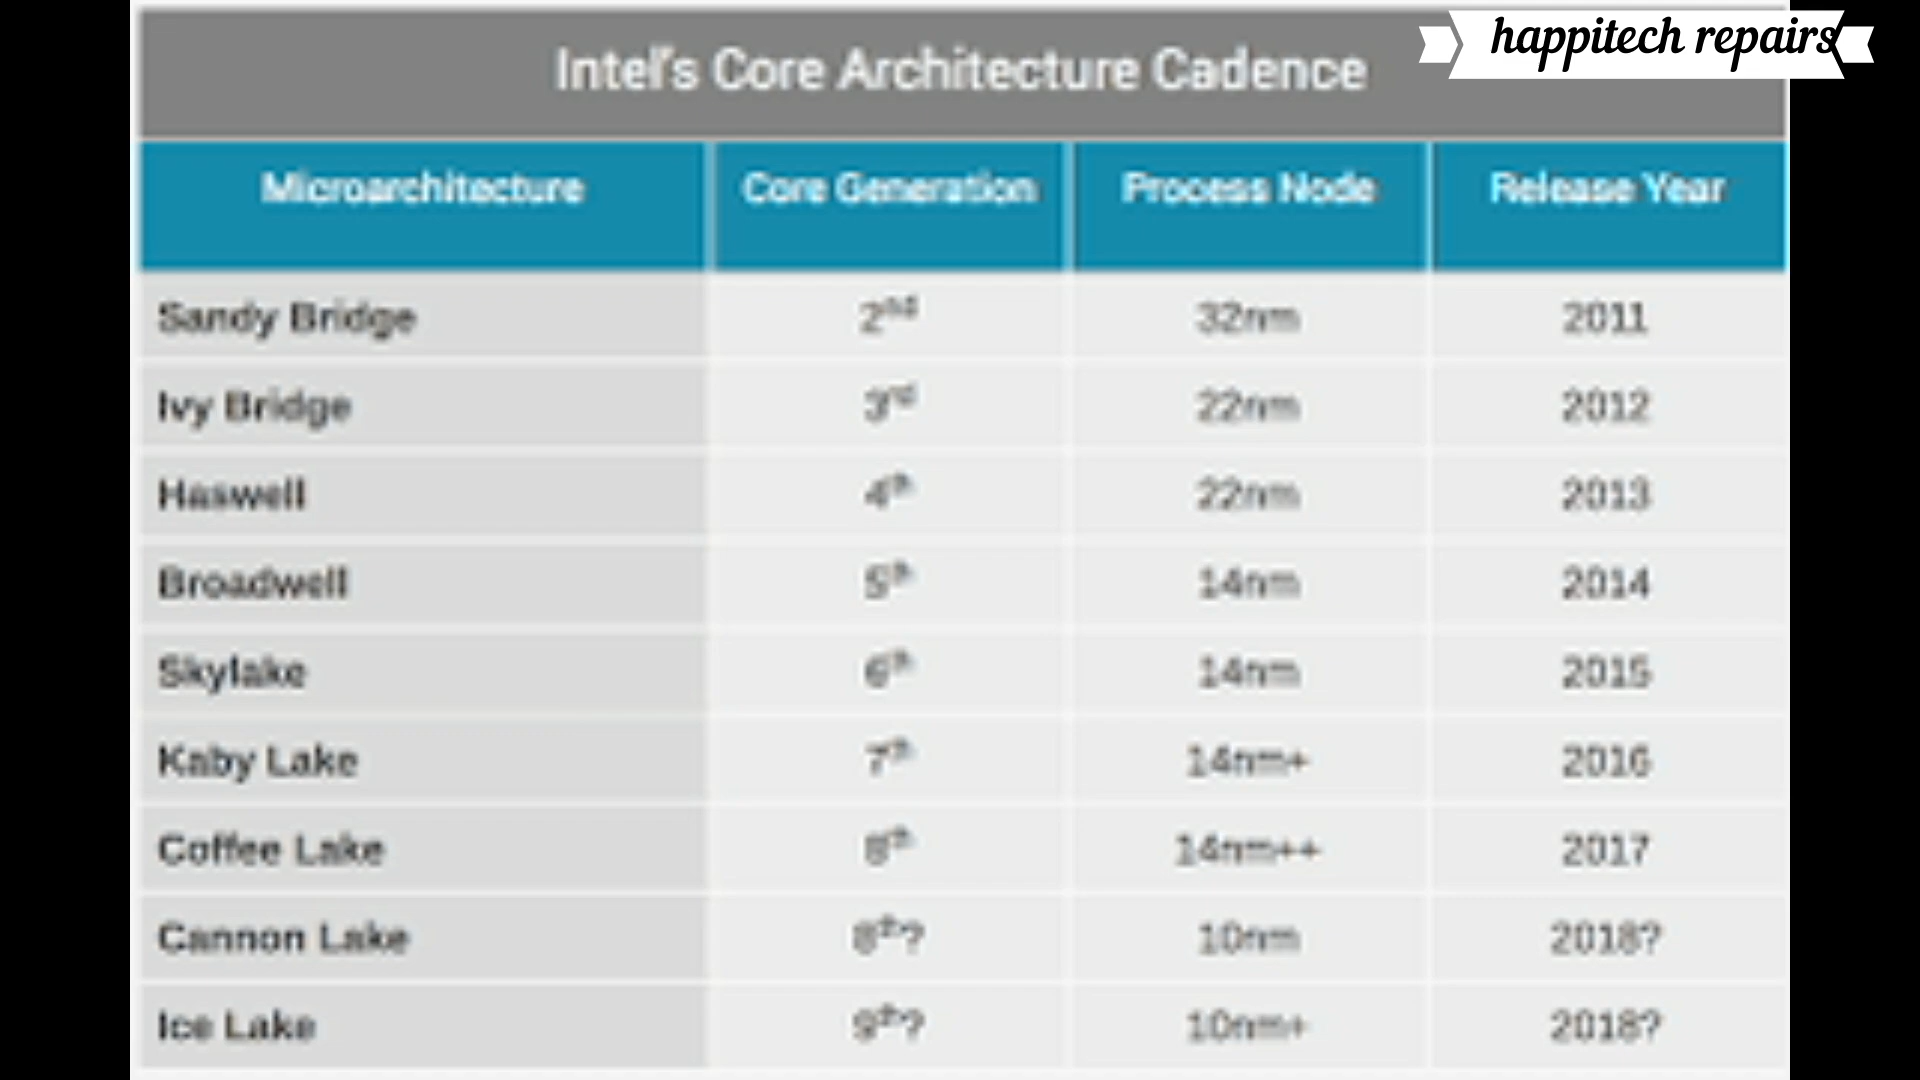 happitech repairs
Intel's Core Architecture Cadence
Microarchitecture Core Generation Process Node Release Year
Sandy Bridge 2nd 32nm 2011
Ivy Bridge 3rd 22nm 2012
Haswell 4th 22nm 2013
Broadwell 5th 14nm 2014
Skylake 6th 14nm 2015
Kaby Lake 7th 14nm+ 2016
Coffee Lake 8th 14nm++ 2017
Cannon Lake 8th? 10nm 2018?
Ice Lake 9th? 10nm+ 2018?